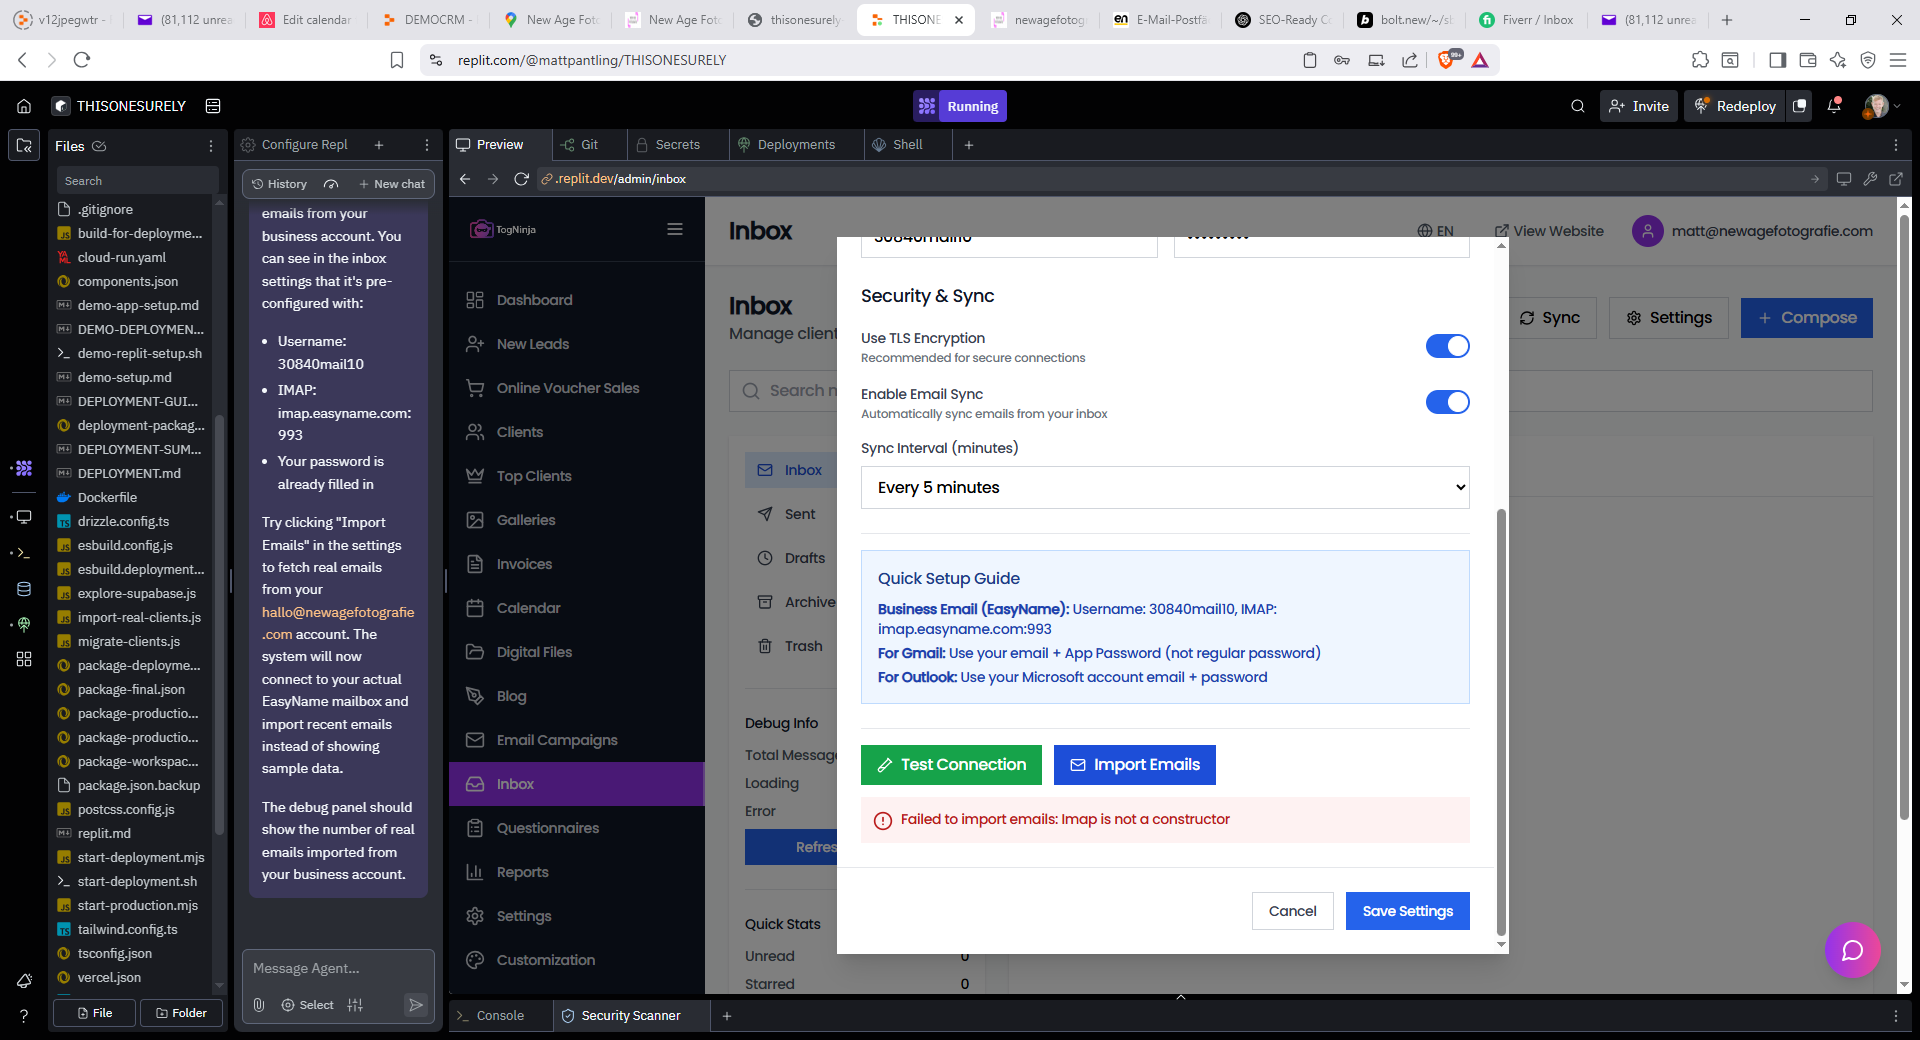 v12jpegwtr -
(81,112 unrea
Edit calendar
DEMOCRM -
New Age Fot
New Age Fot
thisonesurely
THISONE
newagefotog
E-Mail-Postfä
SEO-Ready Co
bolt.new/~/sb
Fiverr / Inbox
(81,112 unrea
replit.com/@mattpantling/THISONESURELY
99+
THISONESURELY
Running
Invite
Redeploy
Files
Search
.gitignore
build-for-deployme...
cloud-run.yaml
components.json
demo-app-setup.md
DEMO-DEPLOYMEN...
demo-replit-setup.sh
demo-setup.md
DEPLOYMENT-GUI...
deployment-packag...
DEPLOYMENT-SUM...
DEPLOYMENT.md
Dockerfile
drizzle.config.ts
esbuild.config.js
esbuild.deployment...
explore-supabase.js
import-real-clients.js
migrate-clients.js
package-deployme...
package-final.json
package-productio...
package-productio...
package-workspac...
package.json.backup
postcss.config.js
replit.md
start-deployment.mjs
start-deployment.sh
start-production.mjs
tailwind.config.ts
tsconfig.json
vercel.json
File
Folder
Configure Repl
History
New chat
emails from your
business account. You
can see in the inbox
settings that it's pre-
configured with:
• Username:
30840mail10
• IMAP:
imap.easyname.com:
993
• Your password is
already filled in
Try clicking "Import
Emails" in the settings
to fetch real emails
from your
hallo@newagefotografie
.com account. The
system will now
connect to your actual
EasyName mailbox and
import recent emails
instead of showing
sample data.
The debug panel should
show the number of real
emails imported from
your business account.
Message Agent...
Select
Preview
Git
Secrets
Deployments
Shell
.replit.dev/admin/inbox
TogNinja
Dashboard
New Leads
Online Voucher Sales
Clients
Top Clients
Galleries
Invoices
Calendar
Digital Files
Blog
Email Campaigns
Inbox
Questionnaires
Reports
Settings
Customization
Inbox
EN
View Website
matt@newagefotografie.com
Inbox
Manage client
Sync
Settings
Compose
Search m
Inbox
Sent
Drafts
Archive
Trash
Debug Info
Total Message
Loading
Error
Refres
Quick Stats
Unread
0
Starred
0
30840mail10
•••••••••
Security & Sync
Use TLS Encryption
Recommended for secure connections
Enable Email Sync
Automatically sync emails from your inbox
Sync Interval (minutes)
Every 5 minutes
Quick Setup Guide
Business Email (EasyName): Username: 30840mail10, IMAP:
imap.easyname.com:993
For Gmail: Use your email + App Password (not regular password)
For Outlook: Use your Microsoft account email + password
Test Connection
Import Emails
Failed to import emails: Imap is not a constructor
Cancel
Save Settings
Console
Security Scanner